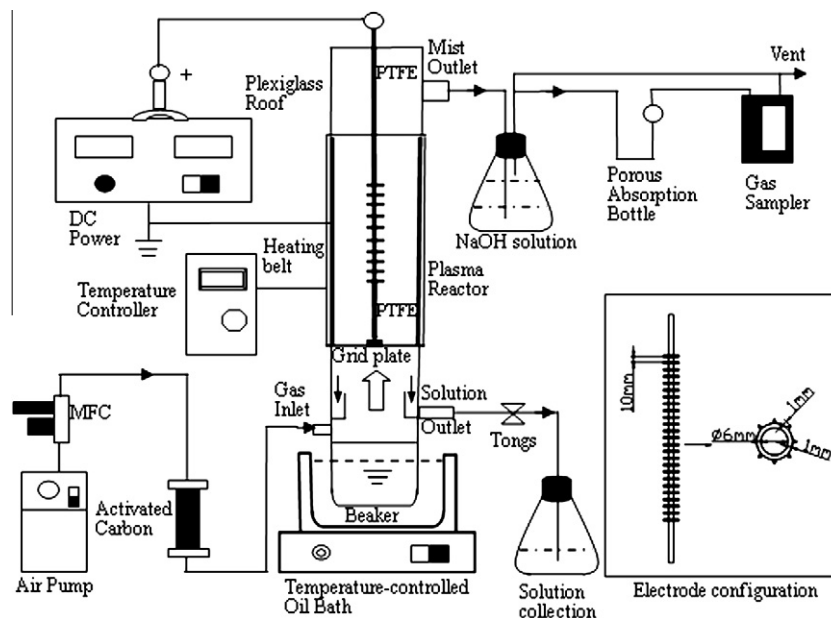 Plexiglass
Roof
PTFE
Mist
Outlet
Vent
+
DC
Power
Heating
belt
Temperature
Controller
PTFE
Plasma
Reactor
NaOH solution
Porous
Absorption
Bottle
Gas
Sampler
Grid plate
MFC
Gas
Inlet
Solution
Outlet
Tongs
Activated
Carbon
Air Pump
Beaker
Temperature-controlled
Oil Bath
Solution
collection
10mm
Ø6mm
1mm
1mm
Electrode configuration